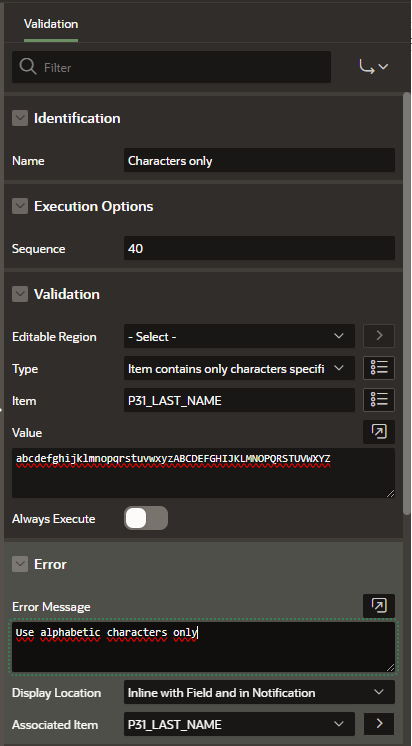 Validation
Filter
Identification
Name Characters only
Execution Options
Sequence 40
Validation
Editable Region - Select -
Type Item contains only characters specifi
Item P31_LAST_NAME
Value
abcdefghijklmnopqrstuvwxyzABCDEFGHIJKLMNOPQRSTUVWXYZ
Always Execute
Error
Error Message
Use alphabetic characters only
Display Location Inline with Field and in Notification
Associated Item P31_LAST_NAME